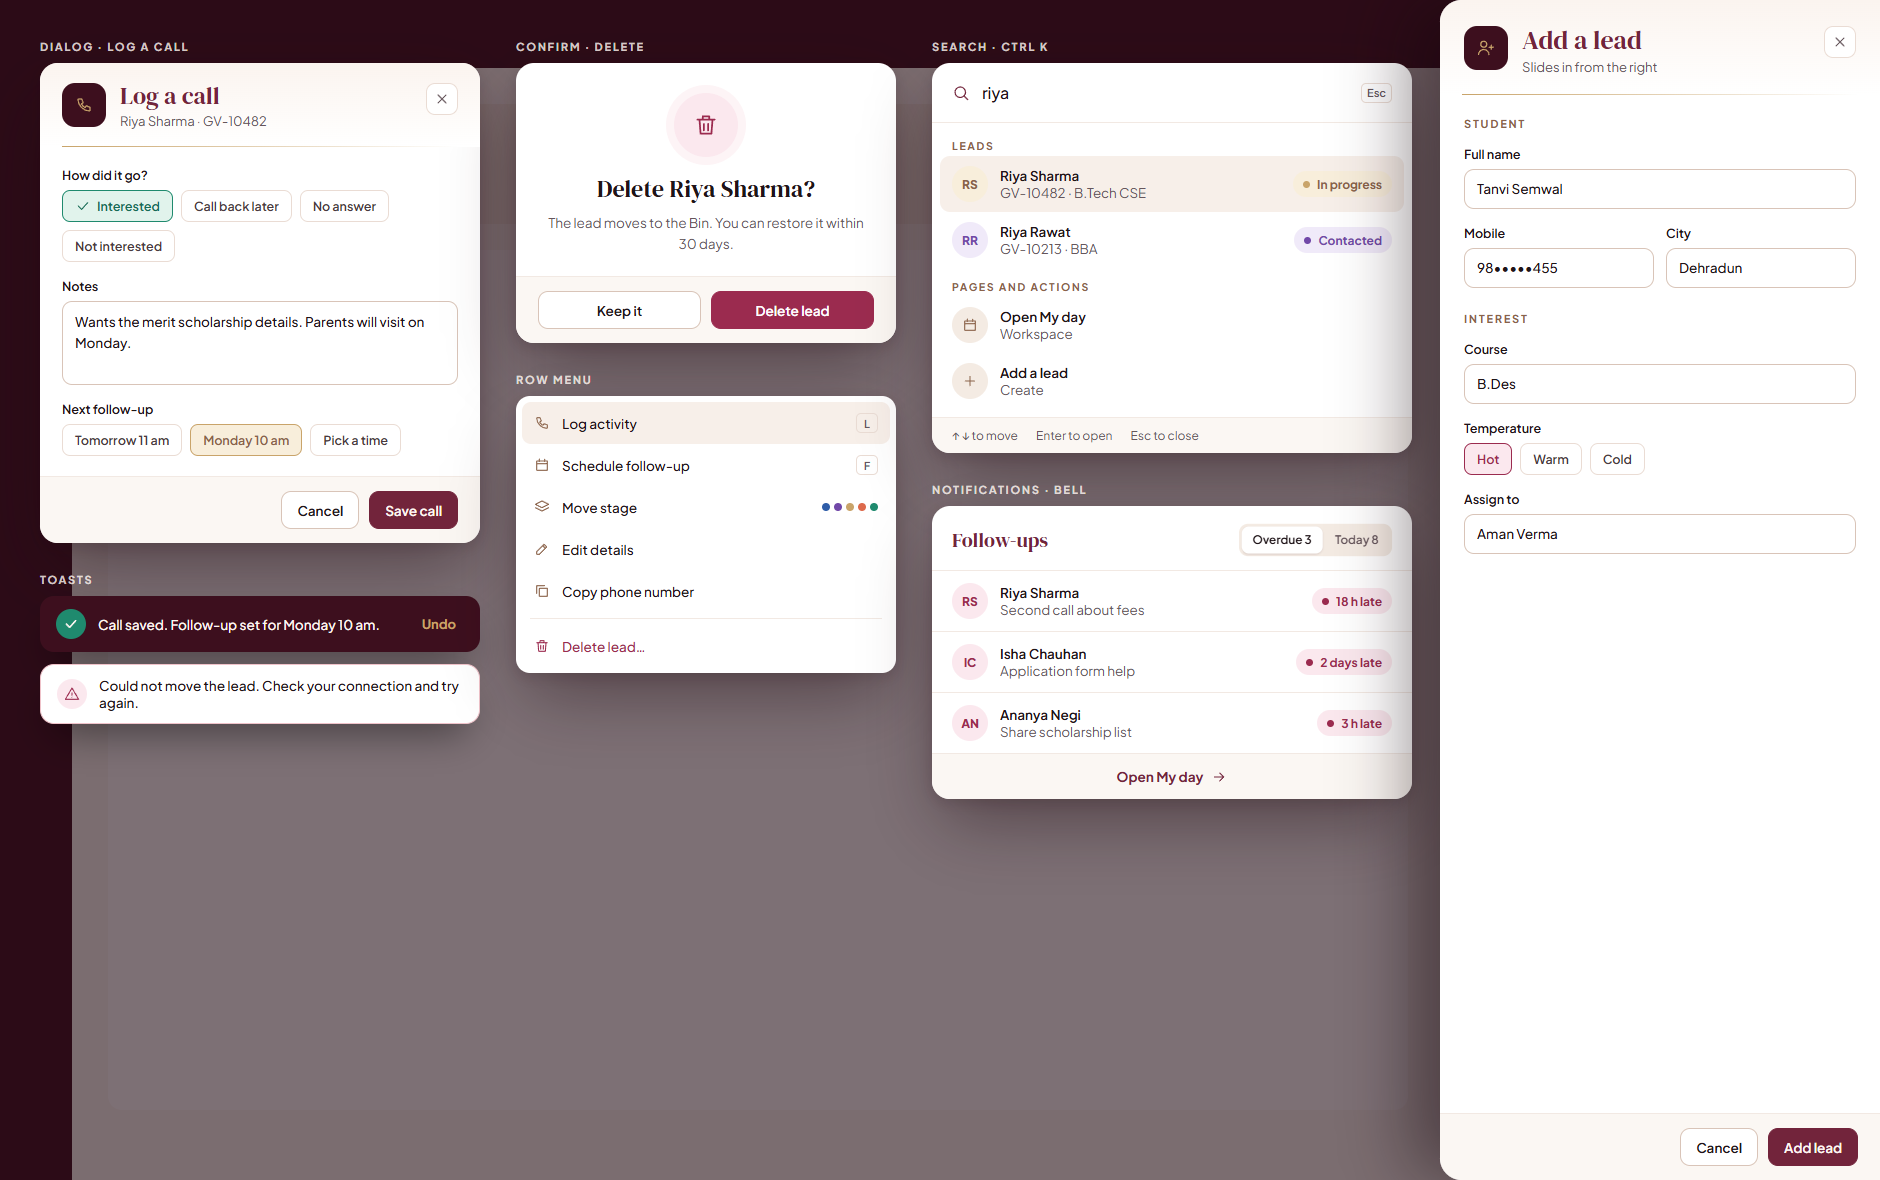 DIALOG · LOG A CALL
Log a call
Riya Sharma · GV-10482
How did it go?
Interested
Call back later
No answer
Not interested
Notes
Wants the merit scholarship details. Parents will visit on
Monday.
Next follow-up
Tomorrow 11 am
Monday 10 am
Pick a time
Cancel
Save call
TOASTS
Call saved. Follow-up set for Monday 10 am.
Undo
Could not move the lead. Check your connection and try
again.
CONFIRM · DELETE
Delete Riya Sharma?
The lead moves to the Bin. You can restore it within
30 days.
Keep it
Delete lead
ROW MENU
Log activity
L
Schedule follow-up
F
Move stage
Edit details
Copy phone number
Delete lead…
SEARCH · CTRL K
riya
Esc
LEADS
RS
Riya Sharma
GV-10482 · B.Tech CSE
In progress
RR
Riya Rawat
GV-10213 · BBA
Contacted
PAGES AND ACTIONS
Open My day
Workspace
Add a lead
Create
↑↓ to move
Enter to open
Esc to close
NOTIFICATIONS · BELL
Follow-ups
Overdue 3
Today 8
RS
Riya Sharma
Second call about fees
18 h late
IC
Isha Chauhan
Application form help
2 days late
AN
Ananya Negi
Share scholarship list
3 h late
Open My day →
Add a lead
Slides in from the right
STUDENT
Full name
Tanvi Semwal
Mobile
City
98•••••455
Dehradun
INTEREST
Course
B.Des
Temperature
Hot
Warm
Cold
Assign to
Aman Verma
Cancel
Add lead